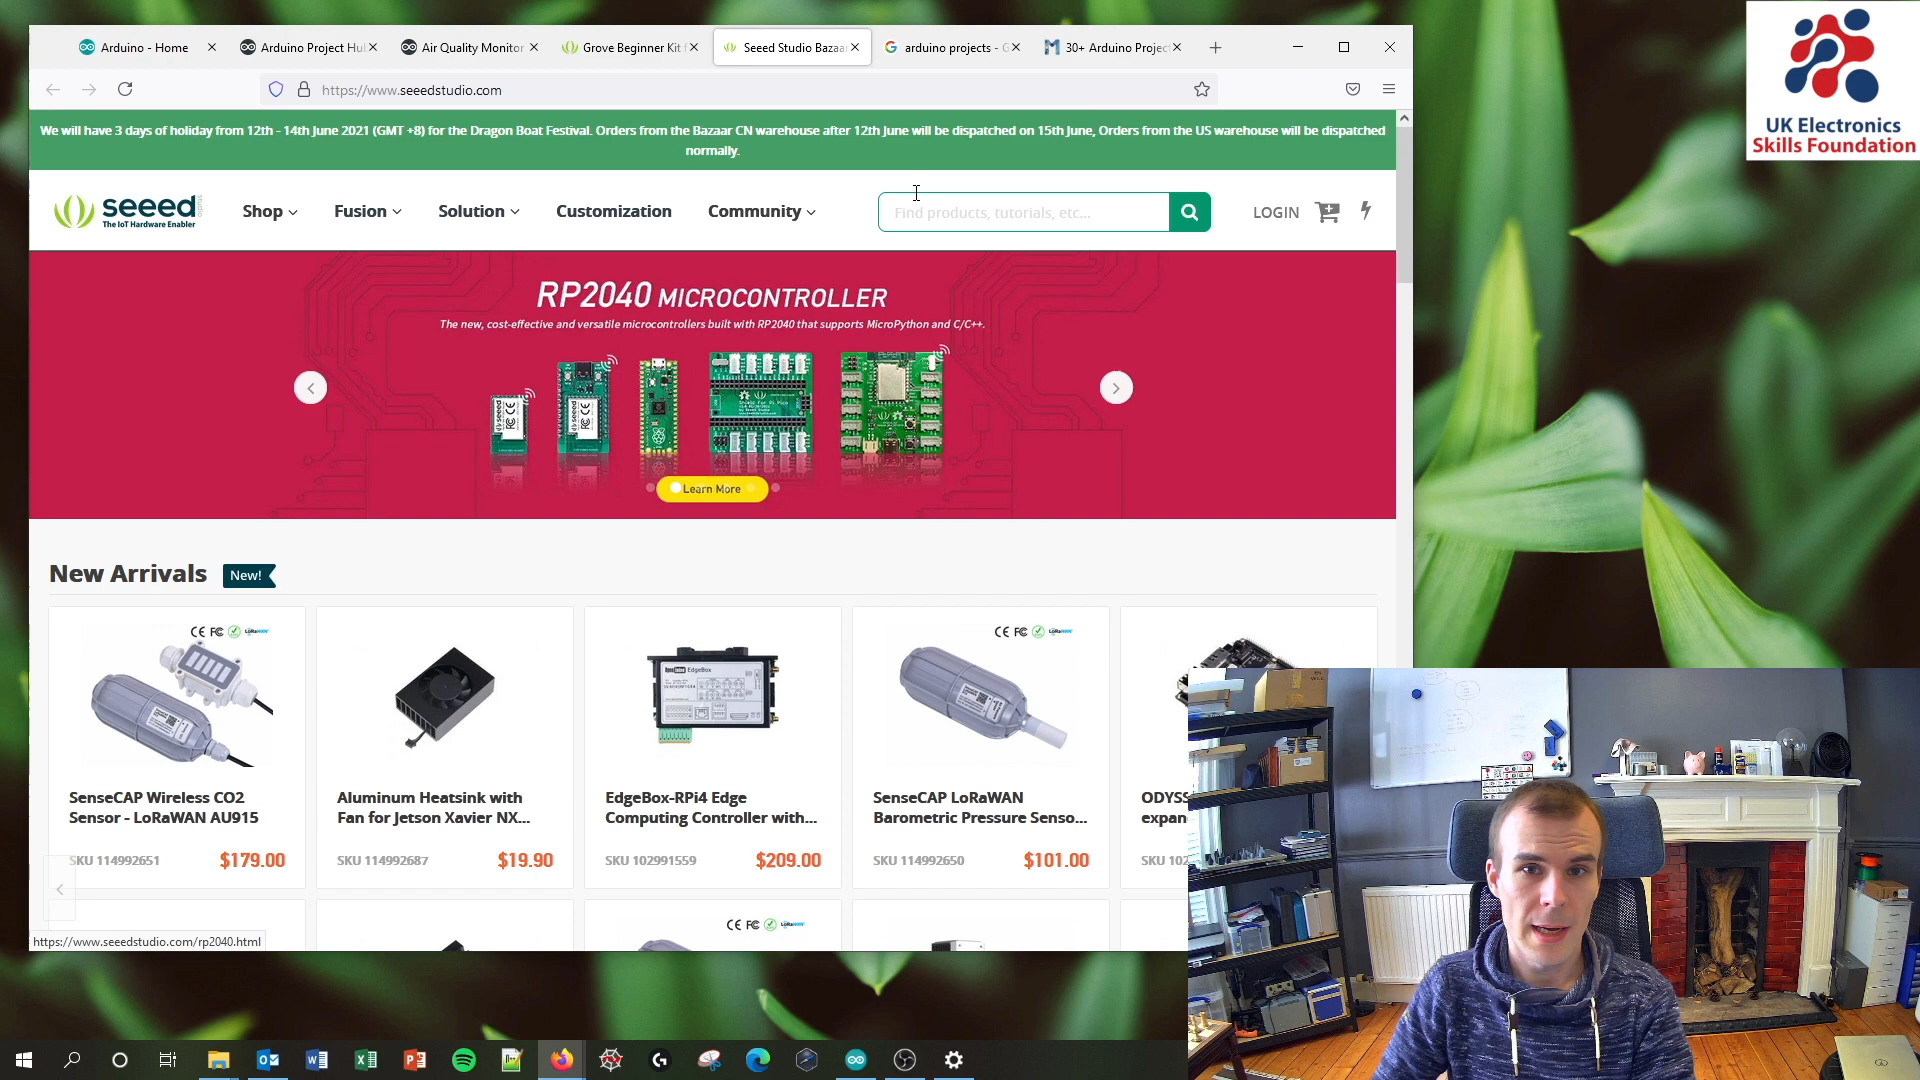 Arduino - Home
Arduino Project Hu
Air Quality Monitor
Grove Beginner Kit
Seeed Studio Bazaa
arduino projects - G
30+ Arduino Projec
https://www.seeedstudio.com
We will have 3 days of holiday from 12th - 14th June 2021 (GMT +8) for the Dragon Boat Festival. Orders from the Bazaar CN warehouse after 12th June will be dispatched on 15th June, Orders from the US warehouse will be dispatched
normally.
UK Electronics
Skills Foundation
seeed studio
The IoT Hardware Enabler
Shop
Fusion
Solution
Customization
Community
Find products, tutorials, etc...
LOGIN
RP2040 MICROCONTROLLER
The new, cost-effective and versatile microcontrollers built with RP2040 that supports MicroPython and C/C++.
Learn More
New Arrivals
New!
SenseCAP Wireless CO2
Sensor - LoRaWAN AU915
SKU 114992651
$179.00
Aluminum Heatsink with
Fan for Jetson Xavier NX...
SKU 114992687
$19.90
EdgeBox
EdgeBox-RPi4 Edge
Computing Controller with...
SKU 102991559
$209.00
SenseCAP LoRaWAN
Barometric Pressure Senso...
SKU 114992650
$101.00
ODYSS
expan
SKU 102
https://www.seeedstudio.com/rp2040.html